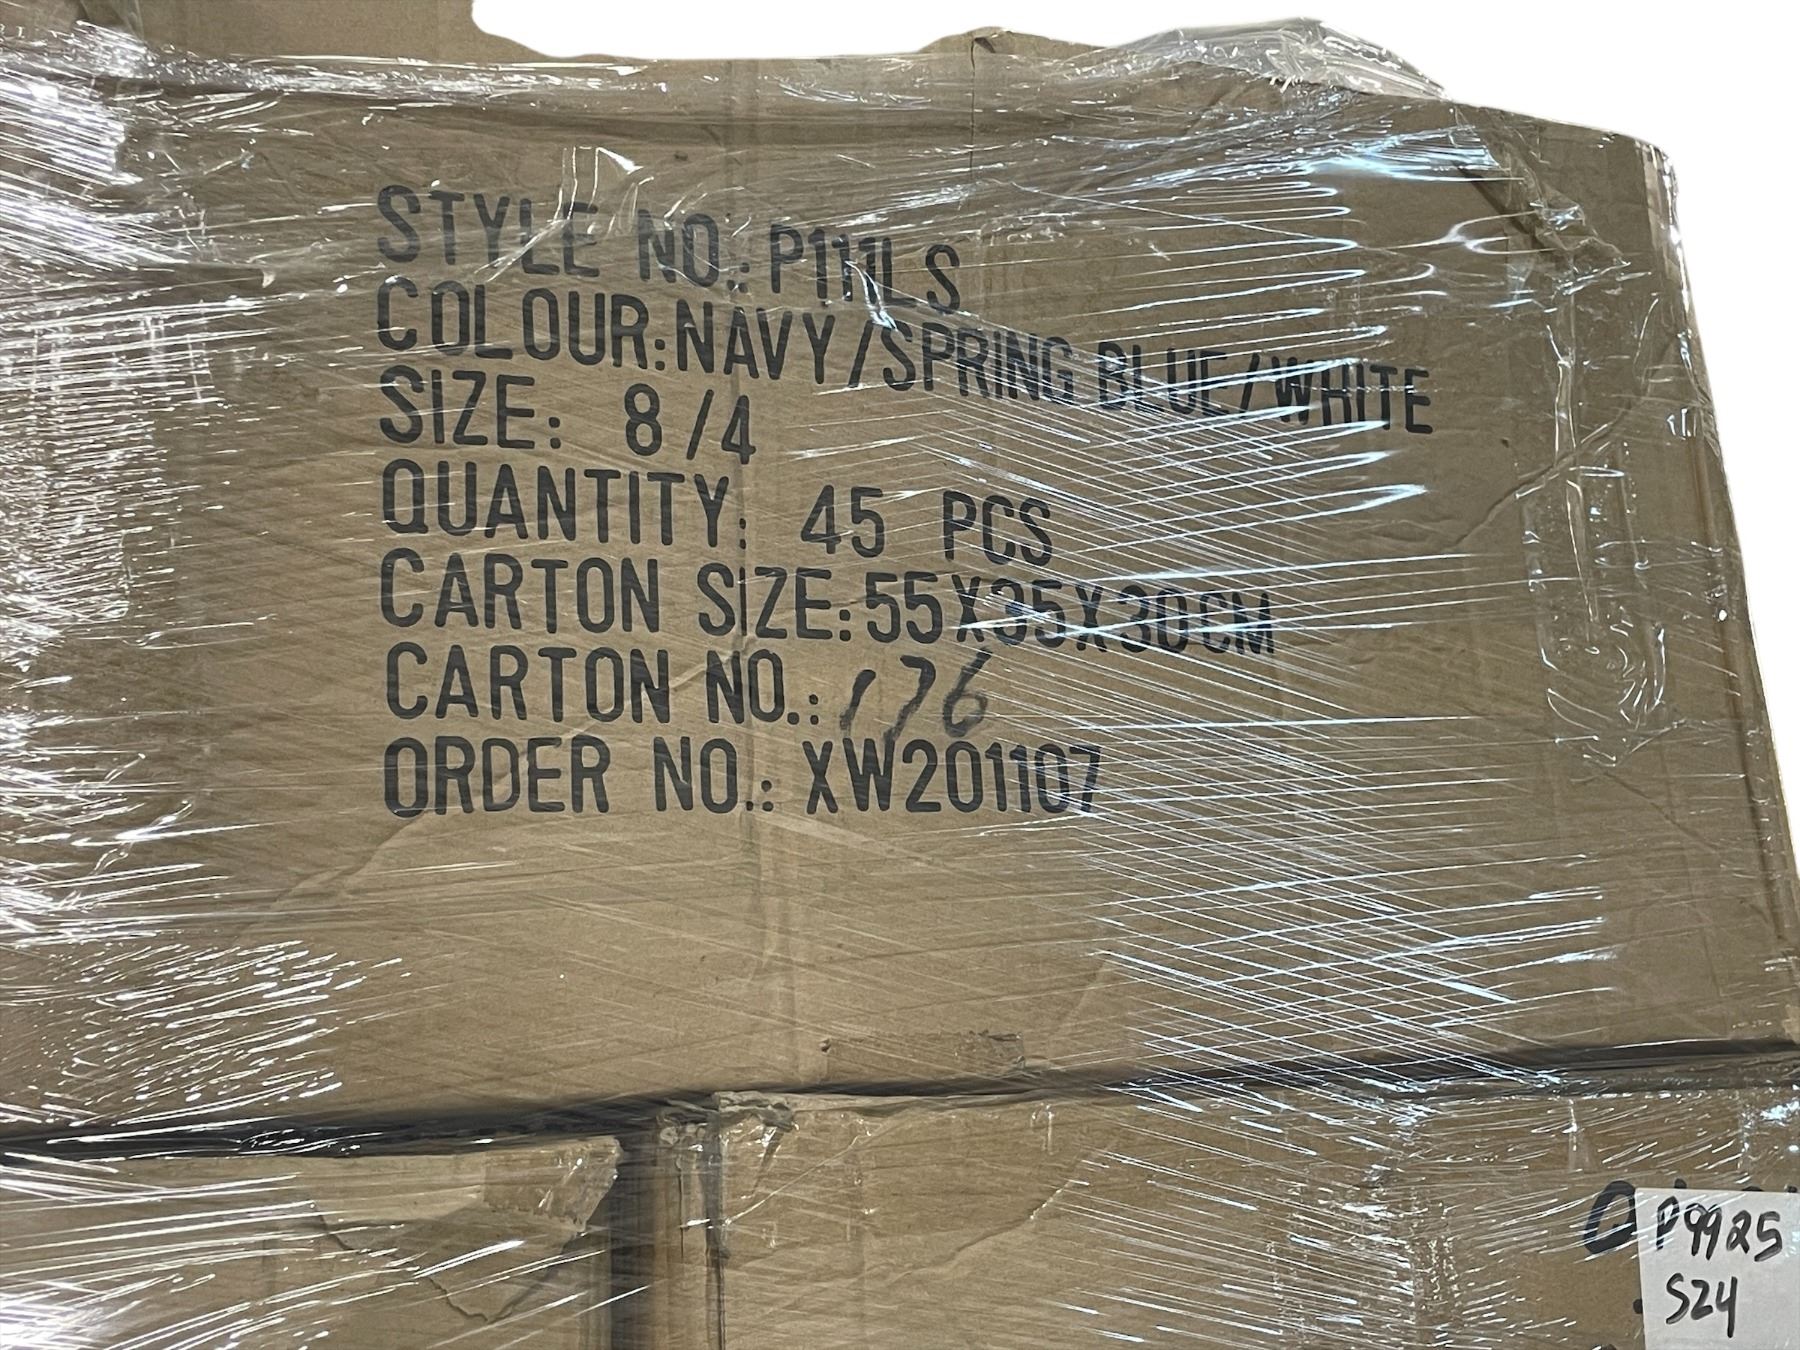 STYLE NO.: P111LS
COLOUR:NAVY/SPRING BLUE/WHITE
SIZE: 8/4
QUANTITY: 45 PCS
CARTON SIZE:55X35X30CM
CARTON NO.: 176
ORDER NO.: XW201107
P9925
S24